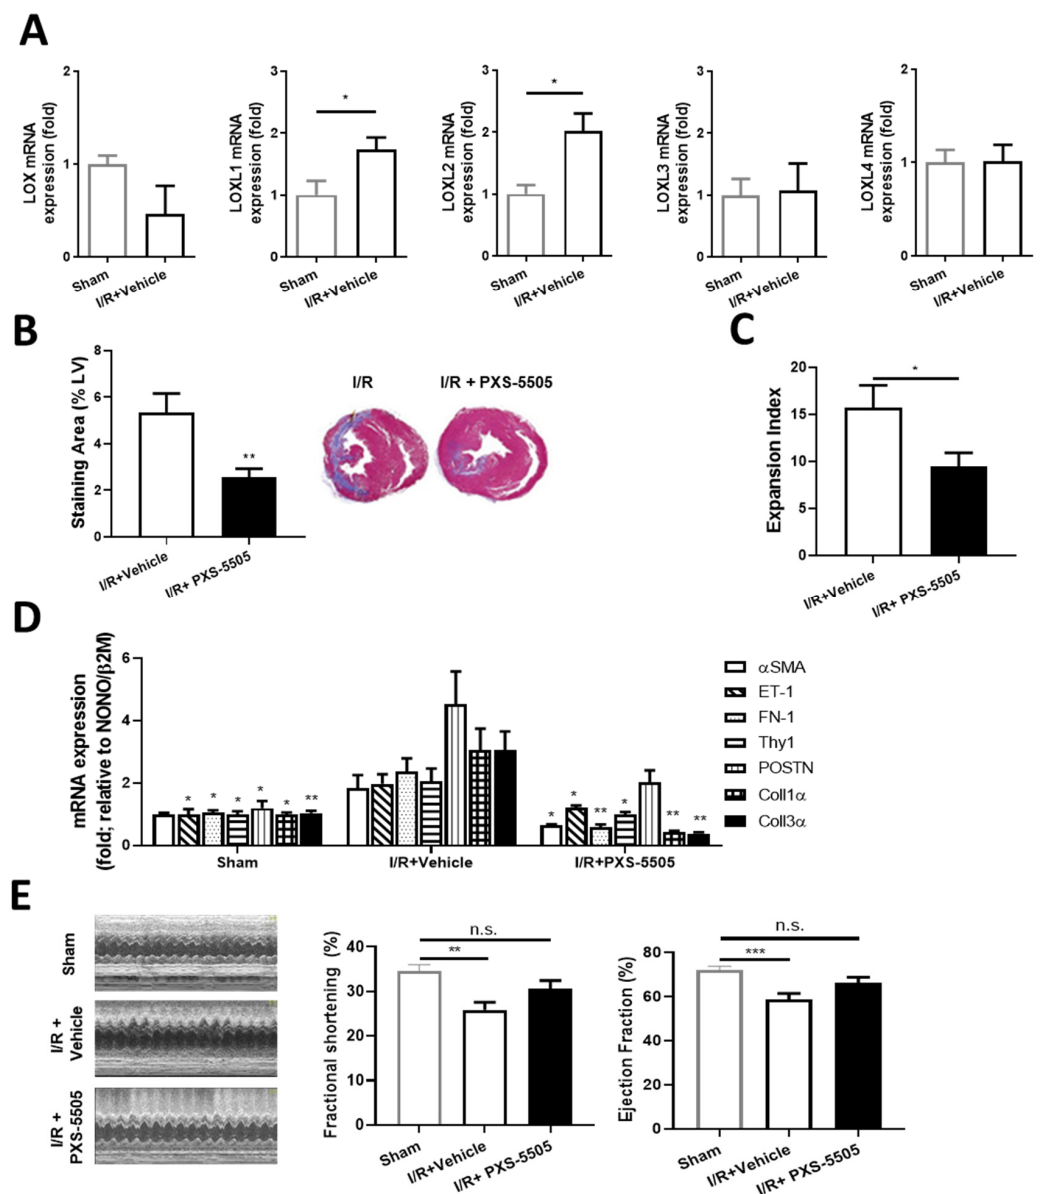 A
LOX mRNA
expression (fold)
2
1
0
Sham
I/R+Vehicle
LOXL1 mRNA
expression (fold)
3
2
1
0
*
Sham
I/R+Vehicle
LOXL2 mRNA
expression (fold)
3
2
1
0
*
Sham
I/R+Vehicle
LOXL3 mRNA
expression (fold)
3
2
1
0
Sham
I/R+Vehicle
LOXL4 mRNA
expression (fold)
2
1
0
Sham
I/R+Vehicle
B
Staining Area (% LV)
8
6
4
2
0
**
I/R+Vehicle
I/R+ PXS-5505
I/R
I/R + PXS-5505
C
Expansion Index
20
15
10
5
0
*
I/R+Vehicle
I/R+ PXS-5505
D
mRNA expression
(fold; relative to NONO/β2M)
6
4
2
0
* * * * * **
* * ** * ** **
Sham
I/R+Vehicle
I/R+PXS-5505
αSMA
ET-1
FN-1
Thy1
POSTN
Coll1α
Coll3α
E
Sham
I/R +
Vehicle
I/R +
PXS-5505
Fractional shortening (%)
40
30
20
10
0
n.s.
**
Sham
I/R+Vehicle
I/R+ PXS-5505
Ejection Fraction (%)
80
60
40
20
0
n.s.
***
Sham
I/R+Vehicle
I/R+ PXS-5505